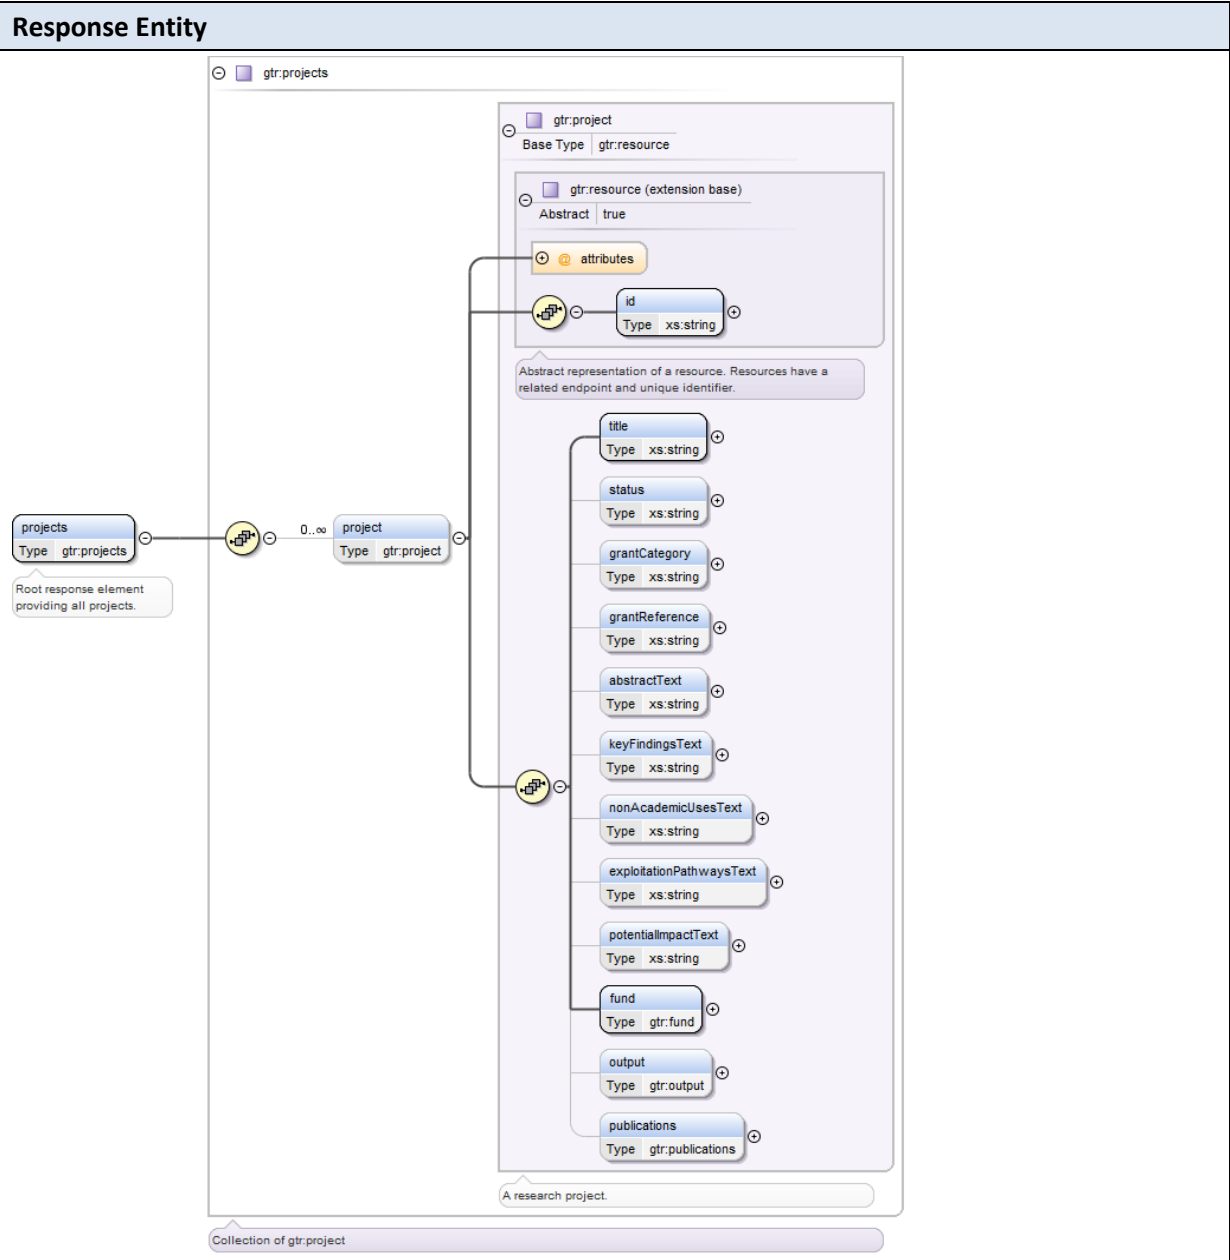 Response Entity
gtr:projects
gtr:project
Base Type gtr:resource
gtr:resource (extension base)
Abstract true
@ attributes
id
Type xs:string
Abstract representation of a resource. Resources have a
related endpoint and unique identifier.
title
Type xs:string
status
Type xs:string
grantCategory
Type xs:string
grantReference
Type xs:string
abstractText
Type xs:string
keyFindingsText
Type xs:string
nonAcademicUsesText
Type xs:string
exploitationPathwaysText
Type xs:string
potentialImpactText
Type xs:string
fund
Type gtr:fund
output
Type gtr:output
publications
Type gtr:publications
projects
Type gtr:projects
Root response element
providing all projects.
0..∞
project
Type gtr:project
A research project.
Collection of gtr:project